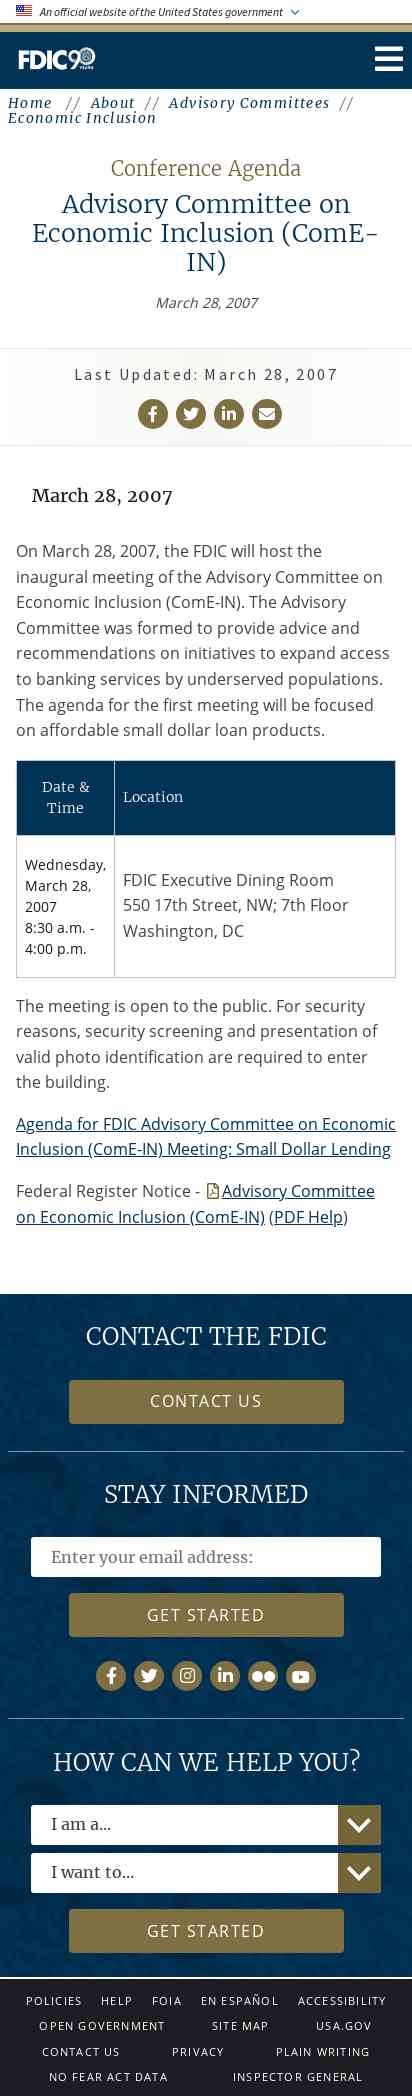 An official website of the United States government
FDIC 90 YEARS
Home // About // Advisory Committees //
Economic Inclusion
Conference Agenda
Advisory Committee on
Economic Inclusion (ComE-
IN)
March 28, 2007
Last Updated: March 28, 2007
March 28, 2007
On March 28, 2007, the FDIC will host the
inaugural meeting of the Advisory Committee on
Economic Inclusion (ComE-IN). The Advisory
Committee was formed to provide advice and
recommendations on initiatives to expand access
to banking services by underserved populations.
The agenda for the first meeting will be focused
on affordable small dollar loan products.
Date &
Time
Location
Wednesday,
March 28,
2007
8:30 a.m. -
4:00 p.m.
FDIC Executive Dining Room
550 17th Street, NW; 7th Floor
Washington, DC
The meeting is open to the public. For security
reasons, security screening and presentation of
valid photo identification are required to enter
the building.
Agenda for FDIC Advisory Committee on Economic
Inclusion (ComE-IN) Meeting: Small Dollar Lending
Federal Register Notice - Advisory Committee
on Economic Inclusion (ComE-IN) (PDF Help)
CONTACT THE FDIC
CONTACT US
STAY INFORMED
Enter your email address:
GET STARTED
HOW CAN WE HELP YOU?
I am a...
I want to...
GET STARTED
POLICIES HELP FOIA EN ESPAÑOL ACCESSIBILITY
OPEN GOVERNMENT SITE MAP USA.GOV
CONTACT US PRIVACY PLAIN WRITING
NO FEAR ACT DATA INSPECTOR GENERAL